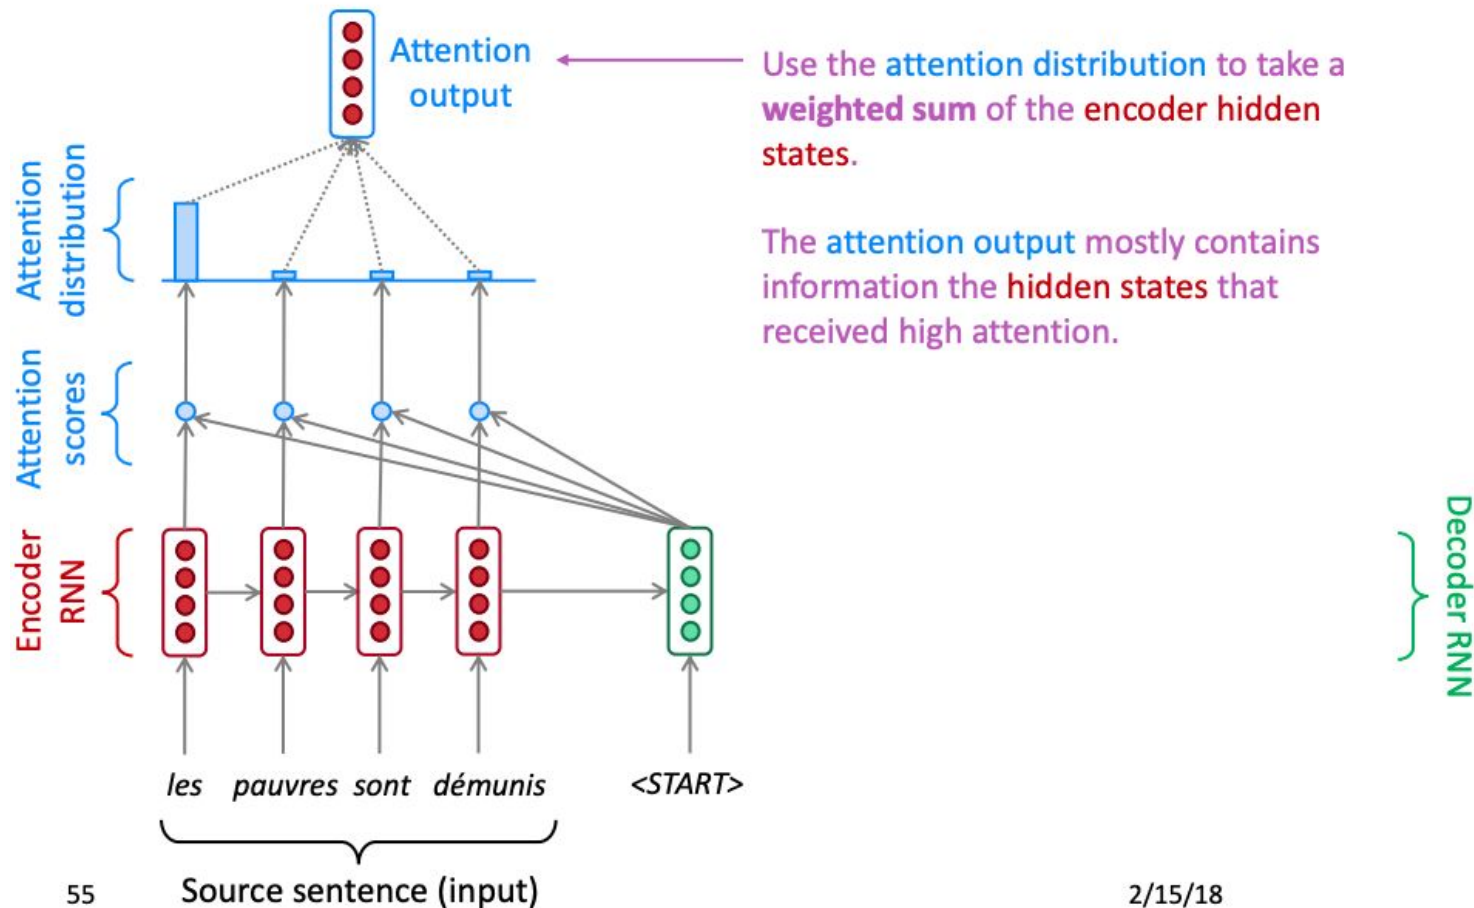 Attention
output
Use the attention distribution to take a
weighted sum of the encoder hidden
states.
The attention output mostly contains
information the hidden states that
received high attention.
Attention
distribution
Attention
scores
Encoder
RNN
Decoder RNN
les pauvres sont démunis <START>
Source sentence (input)
55
2/15/18